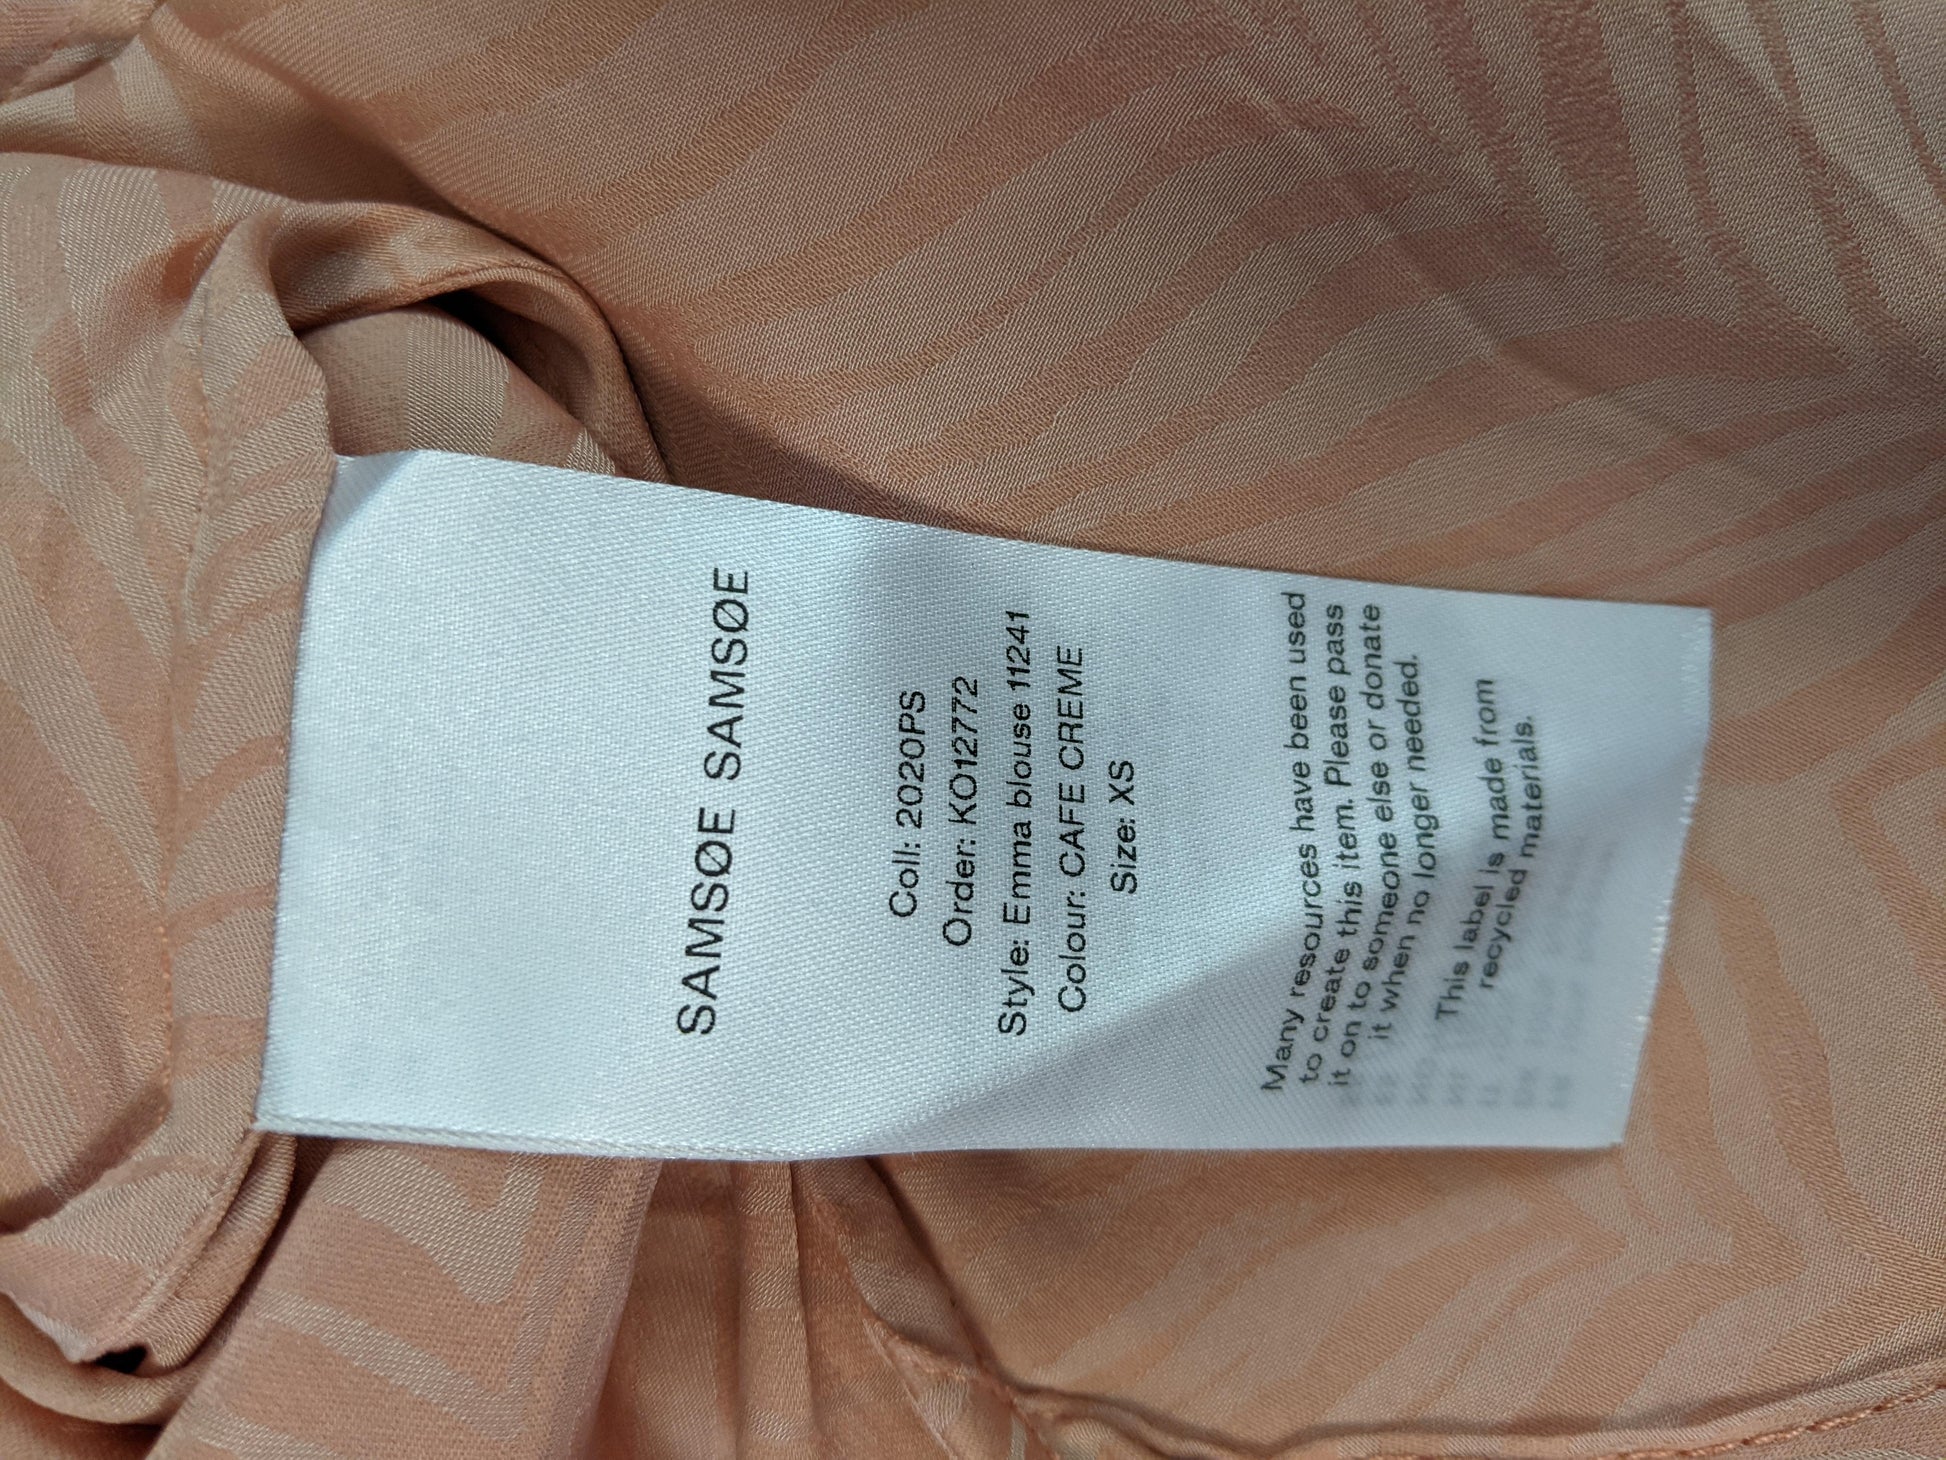 SAMSØE SAMSØE
Coll: 2020PS
Order: KO12772
Style: Emma blouse 11241
Colour: CAFE CREME
Size: XS
Many resources have been used
to create this item. Please pass
it on to someone else or donate
it when no longer needed.
This label is made from
recycled materials.